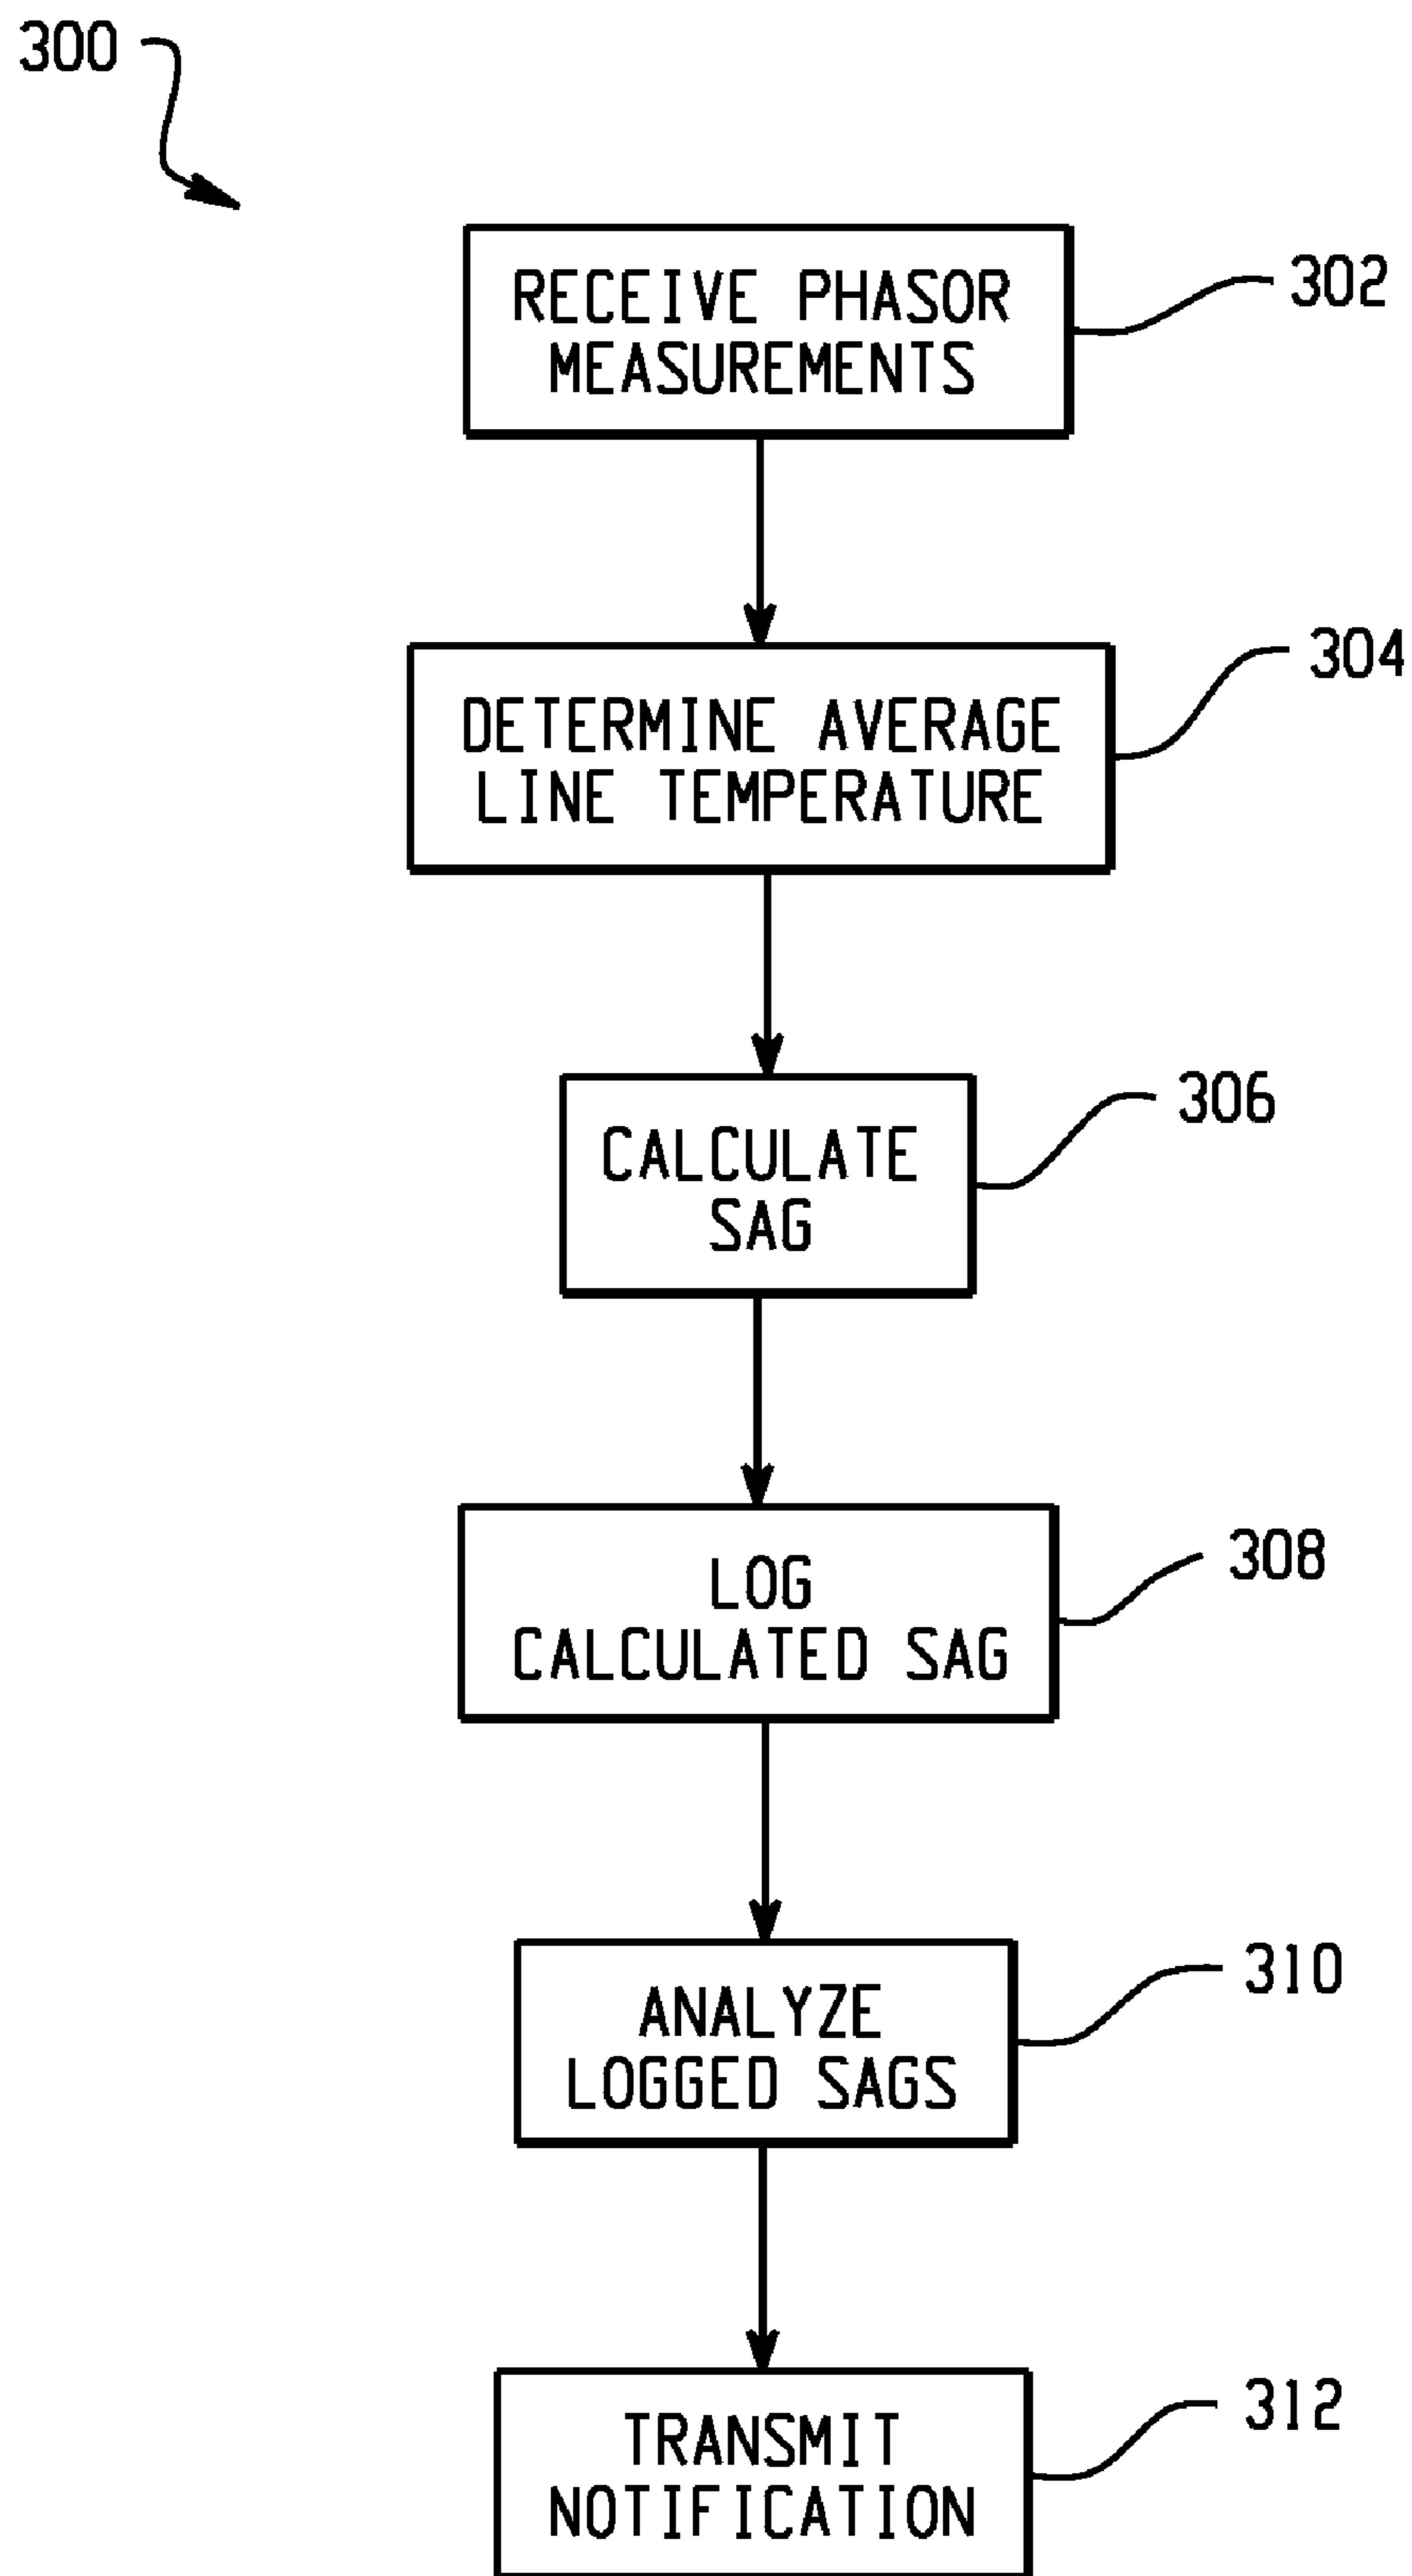 300
RECEIVE PHASOR
MEASUREMENTS
302
DETERMINE AVERAGE
LINE TEMPERATURE
304
CALCULATE
SAG
306
LOG
CALCULATED SAG
308
ANALYZE
LOGGED SAGS
310
TRANSMIT
NOTIFICATION
312